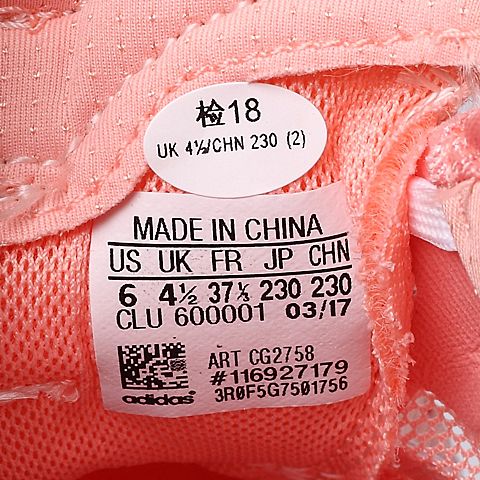 检18
UK 4½/CHN 230 (2)
MADE IN CHINA
US UK FR JP CHN
6 4½ 37⅓ 230 230
CLU 600001 03/17
ART CG2758
#116927179
adidas 3R0F5G7501756